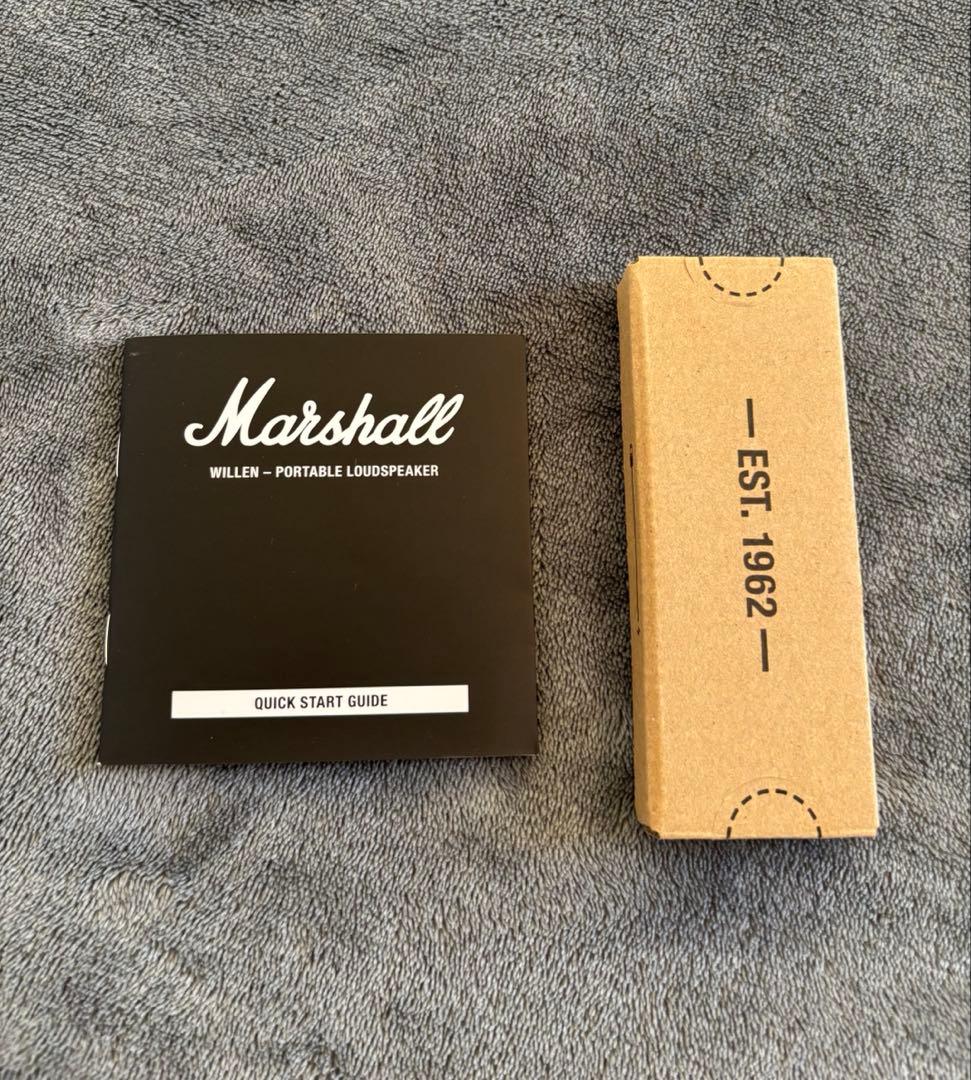 Marshall
WILLEN – PORTABLE LOUDSPEAKER
QUICK START GUIDE
— EST. 1962 —